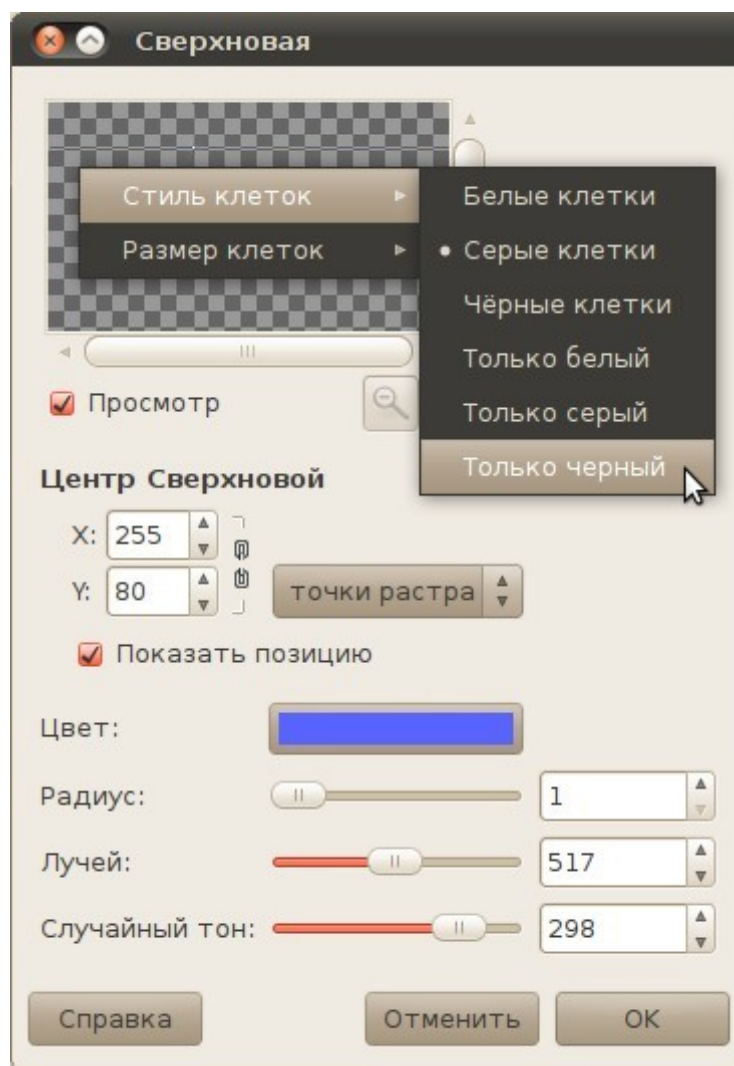 Сверхновая
Стиль клеток
Размер клеток
Белые клетки
Серые клетки
Чёрные клетки
Только белый
Только серый
Только черный
Просмотр
Центр Сверхновой
X: 255
Y: 80
точки растра
Показать позицию
Цвет:
Радиус: 1
Лучей: 517
Случайный тон: 298
Справка Отменить OK